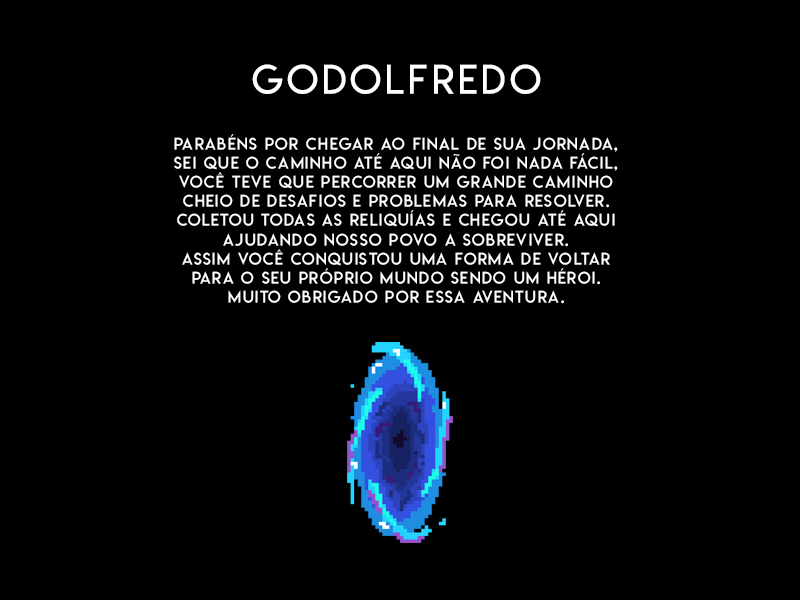 GODOLFREDO
PARABÉNS POR CHEGAR AO FINAL DE SUA JORNADA,
SEI QUE O CAMINHO ATÉ AQUI NÃO FOI NADA FÁCIL,
VOCÊ TEVE QUE PERCORRER UM GRANDE CAMINHO
CHEIO DE DESAFIOS E PROBLEMAS PARA RESOLVER.
COLETOU TODAS AS RELIQUÍAS E CHEGOU ATÉ AQUI
AJUDANDO NOSSO POVO A SOBREVIVER.
ASSIM VOCÊ CONQUISTOU UMA FORMA DE VOLTAR
PARA O SEU PRÓPRIO MUNDO SENDO UM HÉROI.
MUITO OBRIGADO POR ESSA AVENTURA.